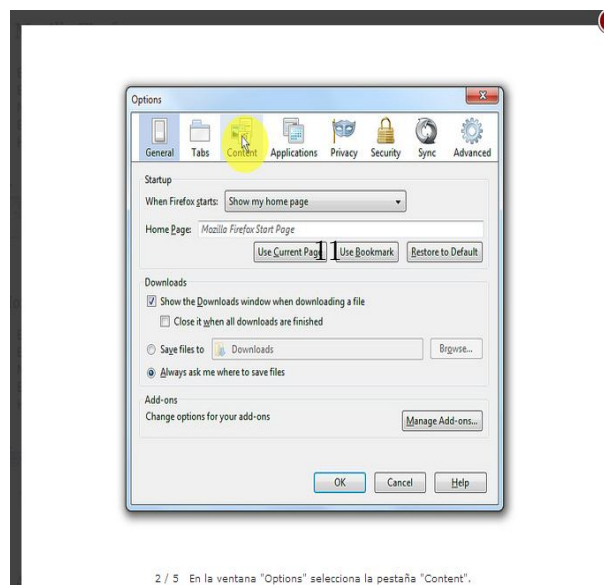 Options
General Tabs Content Applications Privacy Security Sync Advanced
Startup
When Firefox starts: Show my home page
Home Page: Mozilla Firefox Start Page
Use Current Page 11 Use Bookmark Restore to Default
Downloads
Show the Downloads window when downloading a file
Close it when all downloads are finished
Save files to Downloads Browse...
Always ask me where to save files
Add-ons
Change options for your add-ons Manage Add-ons...
OK Cancel Help
2 / 5 En la ventana "Options" selecciona la pestaña "Content".